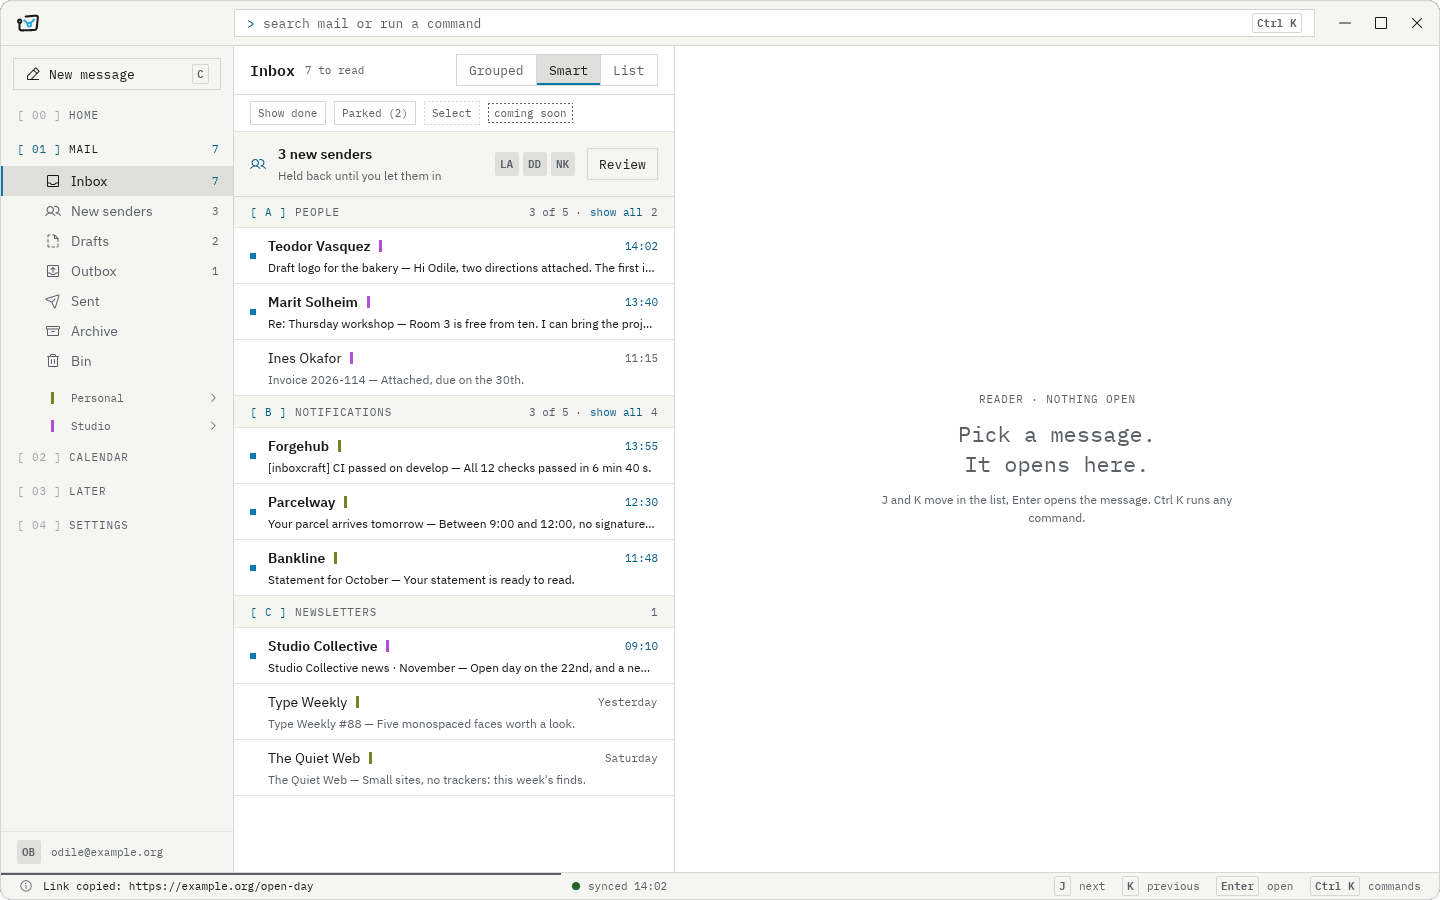 > search mail or run a command Ctrl K
New message C
[ 00 ] HOME
[ 01 ] MAIL 7
Inbox 7
New senders 3
Drafts 2
Outbox 1
Sent
Archive
Bin
Personal
Studio
[ 02 ] CALENDAR
[ 03 ] LATER
[ 04 ] SETTINGS
OB odile@example.org
Inbox 7 to read Grouped Smart List
Show done Parked (2) Select coming soon
3 new senders
Held back until you let them in
LA DD NK Review
[ A ] PEOPLE 3 of 5 · show all 2
Teodor Vasquez 14:02
Draft logo for the bakery — Hi Odile, two directions attached. The first i…
Marit Solheim 13:40
Re: Thursday workshop — Room 3 is free from ten. I can bring the proj…
Ines Okafor 11:15
Invoice 2026-114 — Attached, due on the 30th.
[ B ] NOTIFICATIONS 3 of 5 · show all 4
Forgehub 13:55
[inboxcraft] CI passed on develop — All 12 checks passed in 6 min 40 s.
Parcelway 12:30
Your parcel arrives tomorrow — Between 9:00 and 12:00, no signature…
Bankline 11:48
Statement for October — Your statement is ready to read.
[ C ] NEWSLETTERS 1
Studio Collective 09:10
Studio Collective news · November — Open day on the 22nd, and a ne…
Type Weekly Yesterday
Type Weekly #88 — Five monospaced faces worth a look.
The Quiet Web Saturday
The Quiet Web — Small sites, no trackers: this week's finds.
READER · NOTHING OPEN
Pick a message.
It opens here.
J and K move in the list, Enter opens the message. Ctrl K runs any
command.
Link copied: https://example.org/open-day
synced 14:02
J next K previous Enter open Ctrl K commands